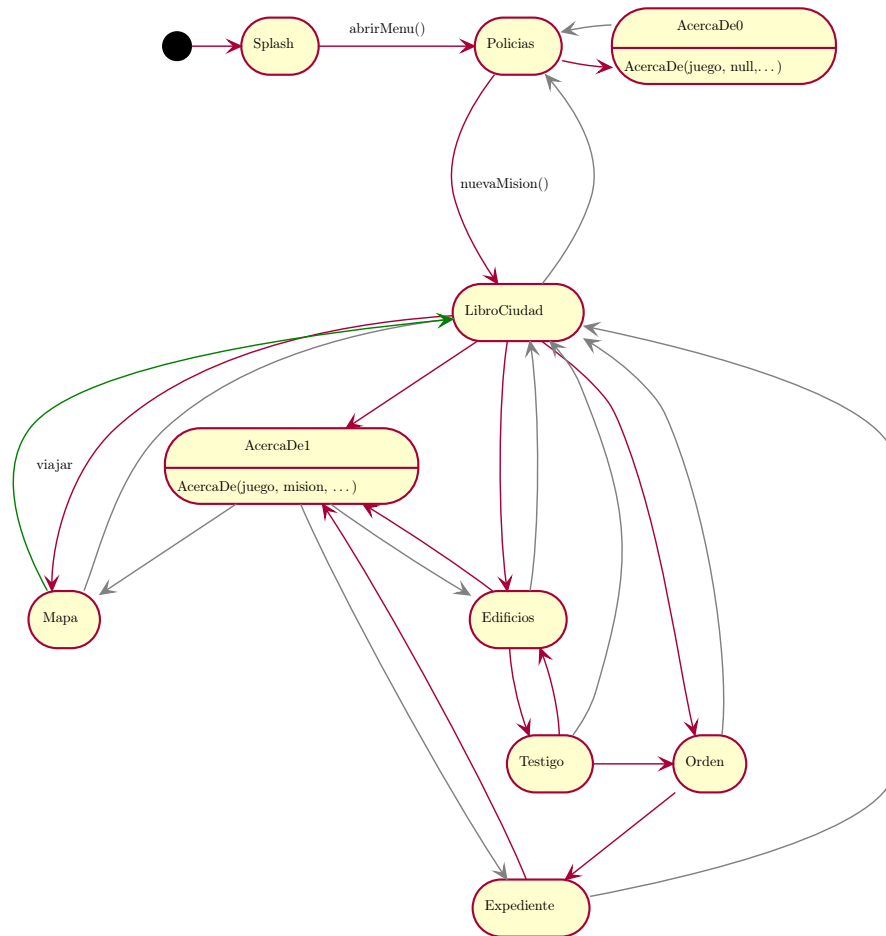 Splash
abrirMenu()
Policias
AcercaDe0
AcercaDe(juego, null,...)
nuevaMision()
LibroCiudad
viajar
AcercaDe1
AcercaDe(juego, mision, ...)
Mapa
Edificios
Testigo
Orden
Expediente